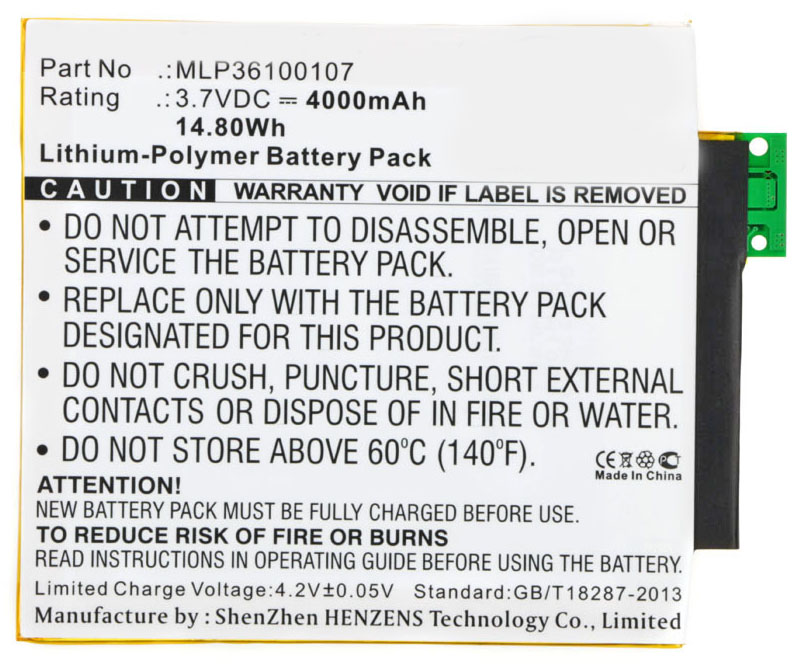 Part No .:MLP36100107
Rating .:3.7VDC ⎓ 4000mAh
14.80Wh
Lithium-Polymer Battery Pack
CAUTION WARRANTY VOID IF LABEL IS REMOVED
• DO NOT ATTEMPT TO DISASSEMBLE, OPEN OR
SERVICE THE BATTERY PACK.
• REPLACE ONLY WITH THE BATTERY PACK
DESIGNATED FOR THIS PRODUCT.
• DO NOT CRUSH, PUNCTURE, SHORT EXTERNAL
CONTACTS OR DISPOSE OF IN FIRE OR WATER.
• DO NOT STORE ABOVE 60°C (140°F).
CE
Made In China
ATTENTION!
NEW BATTERY PACK MUST BE FULLY CHARGED BEFORE USE.
TO REDUCE RISK OF FIRE OR BURNS
READ INSTRUCTIONS IN OPERATING GUIDE BEFORE USING THE BATTERY.
Limited Charge Voltage:4.2V±0.05V Standard:GB/T18287-2013
Manufacture by : ShenZhen HENZENS Technology Co., Limited